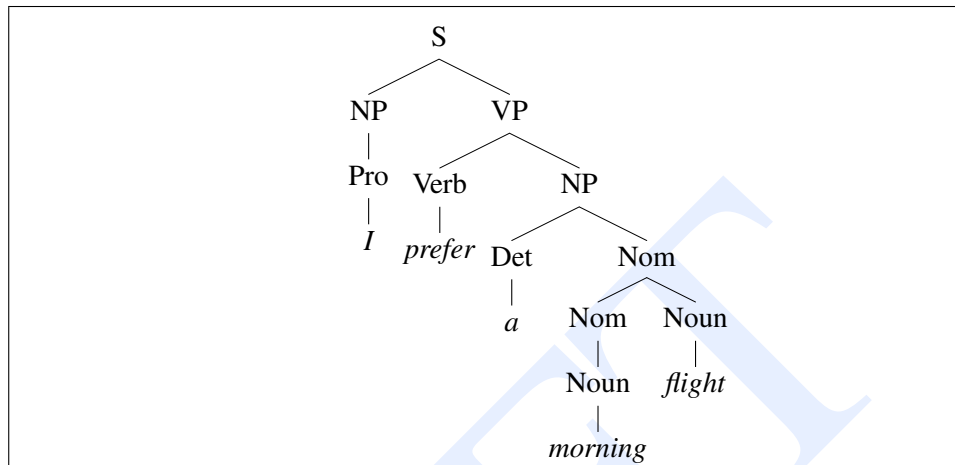 S
NP VP
Pro Verb NP
I prefer Det Nom
a Nom Noun
Noun flight
morning